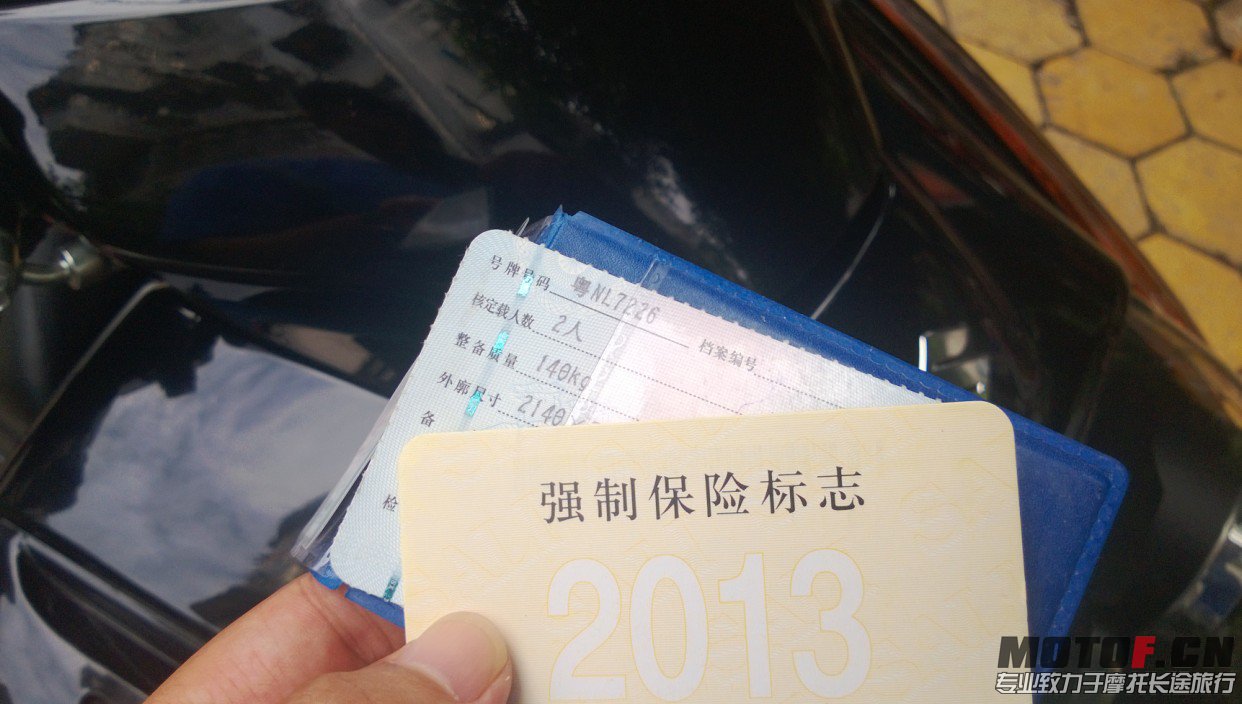 号牌号码 粤NL7226
档案编号
核定载人数 2人
整备质量 140kg
外廓尺寸 2140
备
检
强制保险标志
2013
MOTOF.CN
专业致力于摩托长途旅行